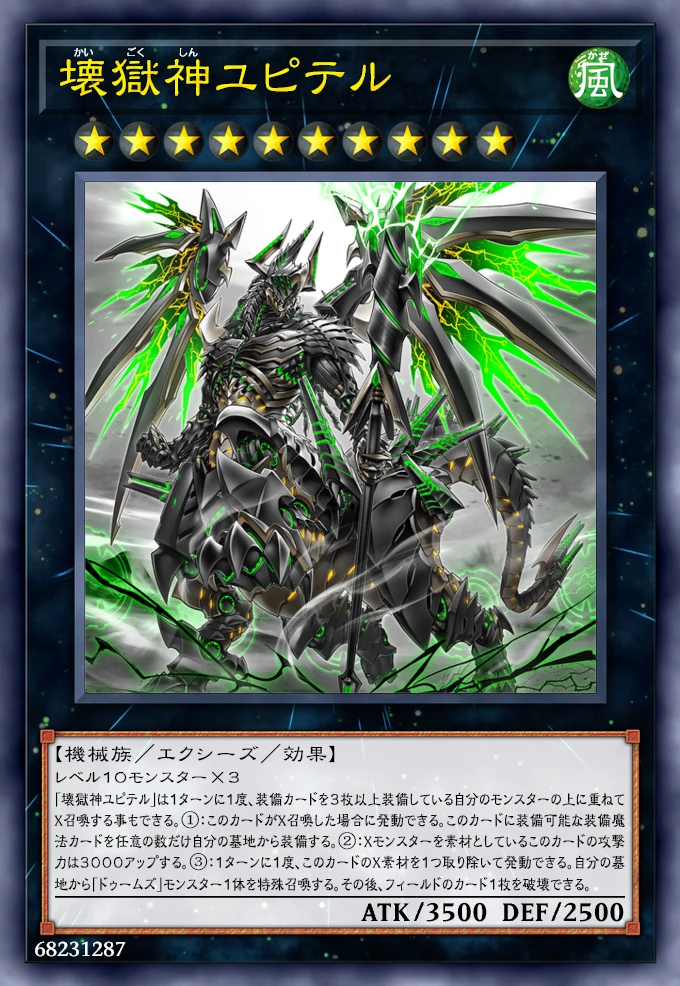 かい ごく しん
壊獄神ユピテル
かぜ
風
【機械族／エクシーズ／効果】
レベル10モンスター×3
「壊獄神ユピテル」は1ターンに1度、装備カードを3枚以上装備している自分のモンスターの上に重ねて
X召喚する事もできる。①：このカードがX召喚した場合に発動できる。このカードに装備可能な装備魔
法カードを任意の数だけ自分の墓地から装備する。②：Xモンスターを素材としているこのカードの攻撃
力は3000アップする。③：1ターンに1度、このカードのX素材を1つ取り除いて発動できる。自分の墓
地から「ドゥームズ」モンスター1体を特殊召喚する。その後、フィールドのカード1枚を破壊できる。
ATK/3500 DEF/2500
68231287